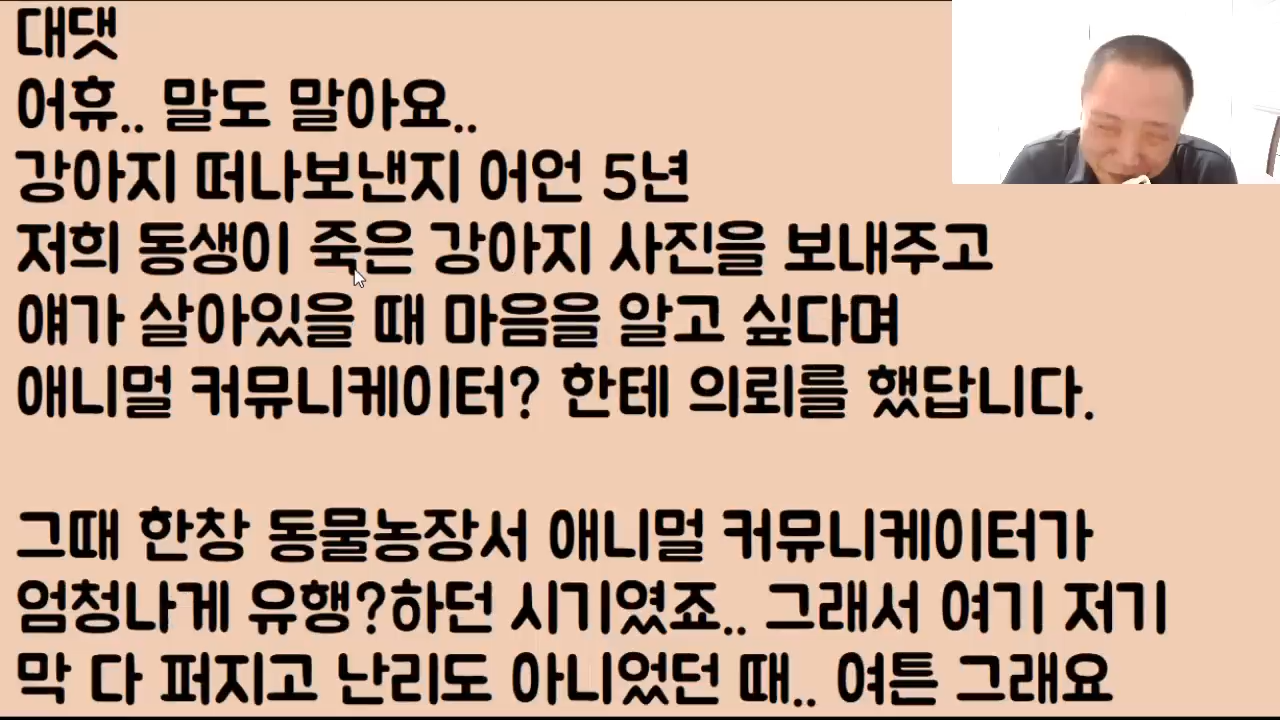 대댓
어휴.. 말도 말아요..
강아지 떠나보낸지 어언 5년
저희 동생이 죽은 강아지 사진을 보내주고
얘가 살아있을 때 마음을 알고 싶다며
애니멀 커뮤니케이터? 한테 의뢰를 했답니다.
그때 한창 동물농장서 애니멀 커뮤니케이터가
엄청나게 유행?하던 시기였죠.. 그래서 여기 저기
막 다 퍼지고 난리도 아니었던 때.. 여튼 그래요